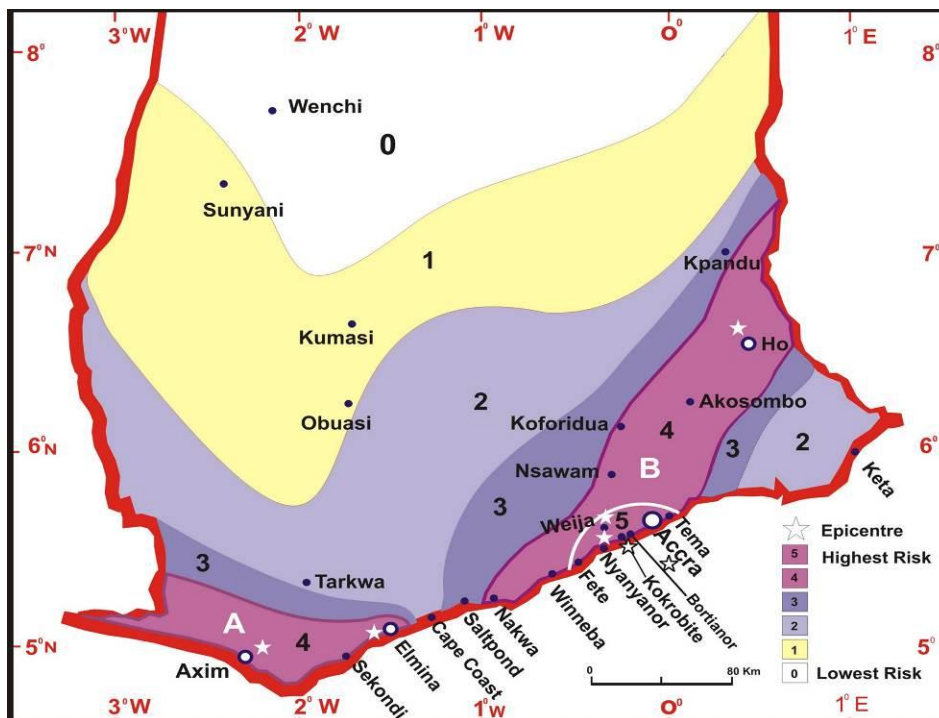 3°W 2°W 1°W 0° 1°E
8° 8°
Wenchi
0
Sunyani
7°N 7°
1
Kpandu
Kumasi
Ho
2
Obuasi
Akosombo
Koforidua
4
6°N 6°
3 2
Nsawam
B
Keta
3
Weija
5
Tema
Accra
Epicentre
5 Highest Risk
4
3
2
1
0 Lowest Risk
3
Tarkwa
Bortianor
Kokrobite
Nyanyanor
Fete
Winneba
Nakwa
Saltpond
Cape Coast
A
4
Elmina
5°N 5°
Axim
Sekondi
0 80 Km
3°W 2°W 1°W 0° 1°E